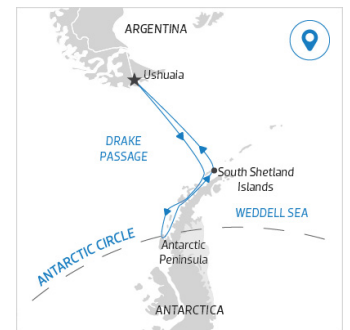 ARGENTINA
Ushuaia
DRAKE
PASSAGE
South Shetland
Islands
WEDDELL SEA
ANTARCTIC CIRCLE
Antarctic
Peninsula
ANTARCTICA